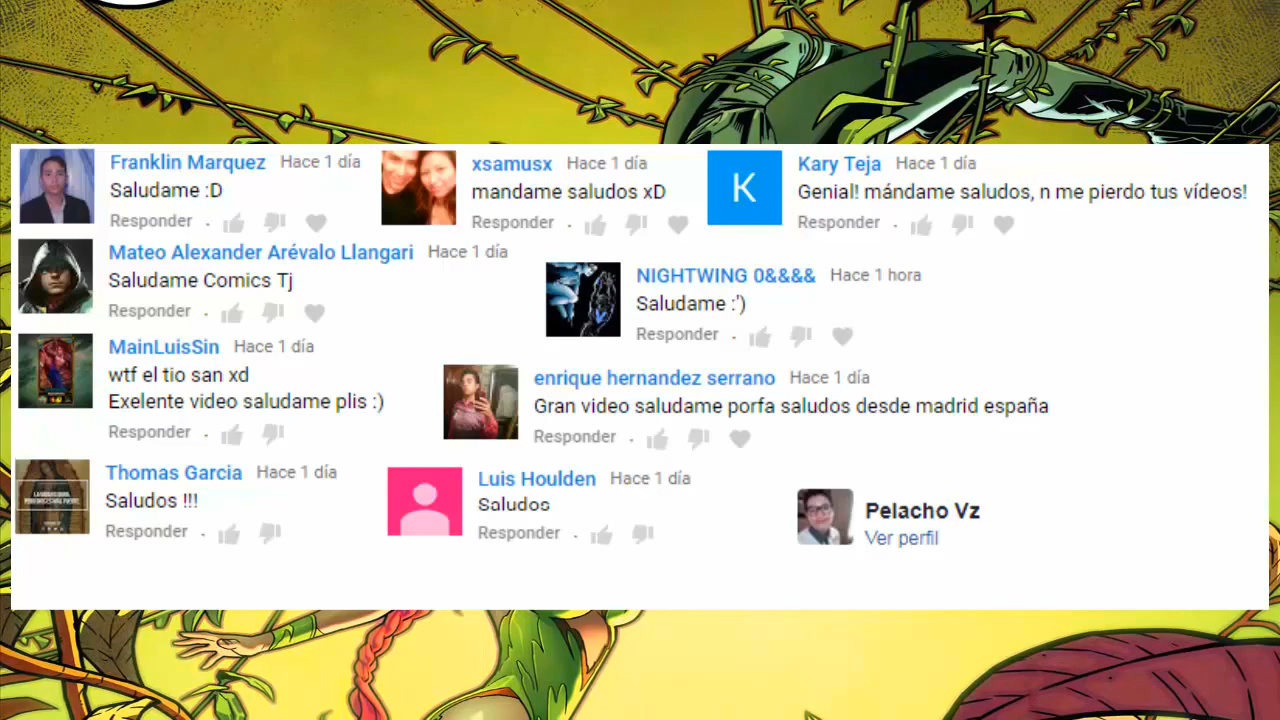 Franklin Marquez Hace 1 día
Saludame :D
Responder .
xsamusx Hace 1 día
mandame saludos xD
Responder .
K
Kary Teja Hace 1 día
Genial! mándame saludos, n me pierdo tus vídeos!
Responder .
Mateo Alexander Arévalo Llangari Hace 1 día
Saludame Comics Tj
Responder .
NIGHTWING 0&&&& Hace 1 hora
Saludame :')
Responder .
MainLuisSin Hace 1 día
wtf el tio san xd
Exelente video saludame plis :)
Responder .
enrique hernandez serrano Hace 1 día
Gran video saludame porfa saludos desde madrid españa
Responder .
Thomas Garcia Hace 1 día
Saludos !!!
Responder .
Luis Houlden Hace 1 día
Saludos
Responder .
Pelacho Vz
Ver perfil